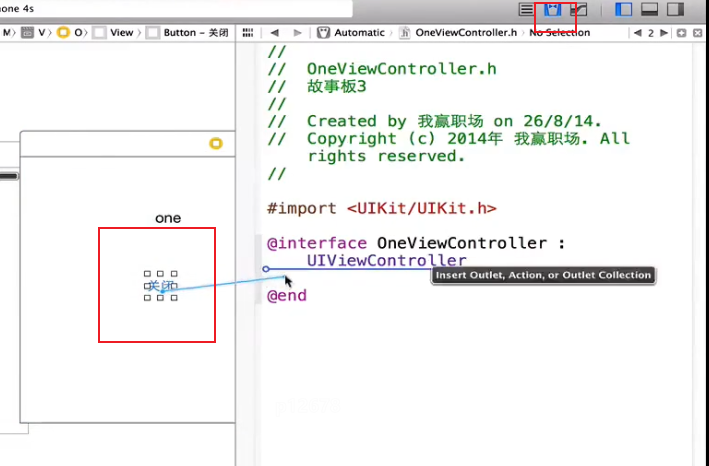 hone 4s
M V O View Button - 关闭 Automatic OneViewController.h No Selection 2
//
// OneViewController.h
// 故事板3
//
// Created by 我赢职场 on 26/8/14.
// Copyright (c) 2014年 我赢职场. All
rights reserved.
//
one
#import <UIKit/UIKit.h>
@interface OneViewController :
UIViewController
关闭
Insert Outlet, Action, or Outlet Collection
@end